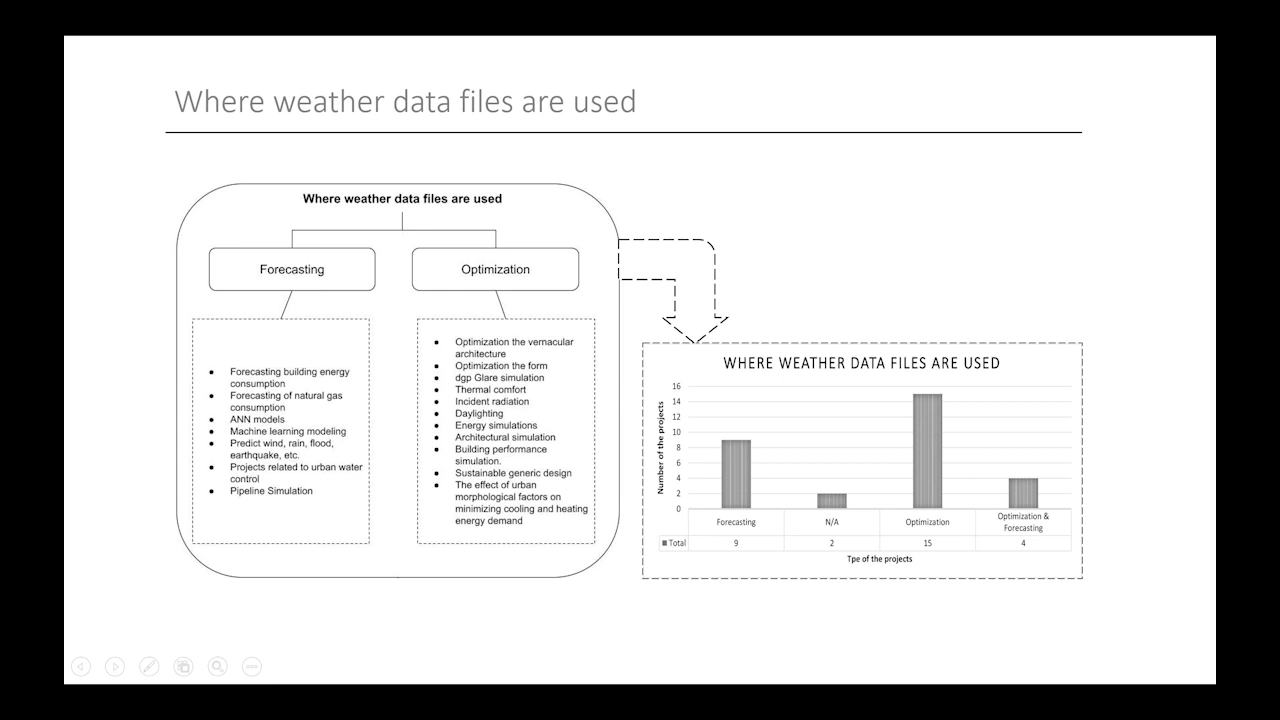 Where weather data files are used
Where weather data files are used
Forecasting
Optimization
Forecasting building energy
consumption
Forecasting of natural gas
consumption
ANN models
Machine learning modeling
Predict wind, rain, flood,
earthquake, etc.
Projects related to urban water
control
Pipeline Simulation
Optimization the vernacular
architecture
Optimization the form
dgp Glare simulation
Thermal comfort
Incident radiation
Daylighting
Energy simulations
Architectural simulation
Building performance
simulation.
Sustainable generic design
The effect of urban
morphological factors on
minimizing cooling and heating
energy demand
WHERE WEATHER DATA FILES ARE USED
Number of the projects
16
14
12
10
8
6
4
2
0
Forecasting
N/A
Optimization
Optimization &
Forecasting
Total
9
2
15
4
Tpe of the projects